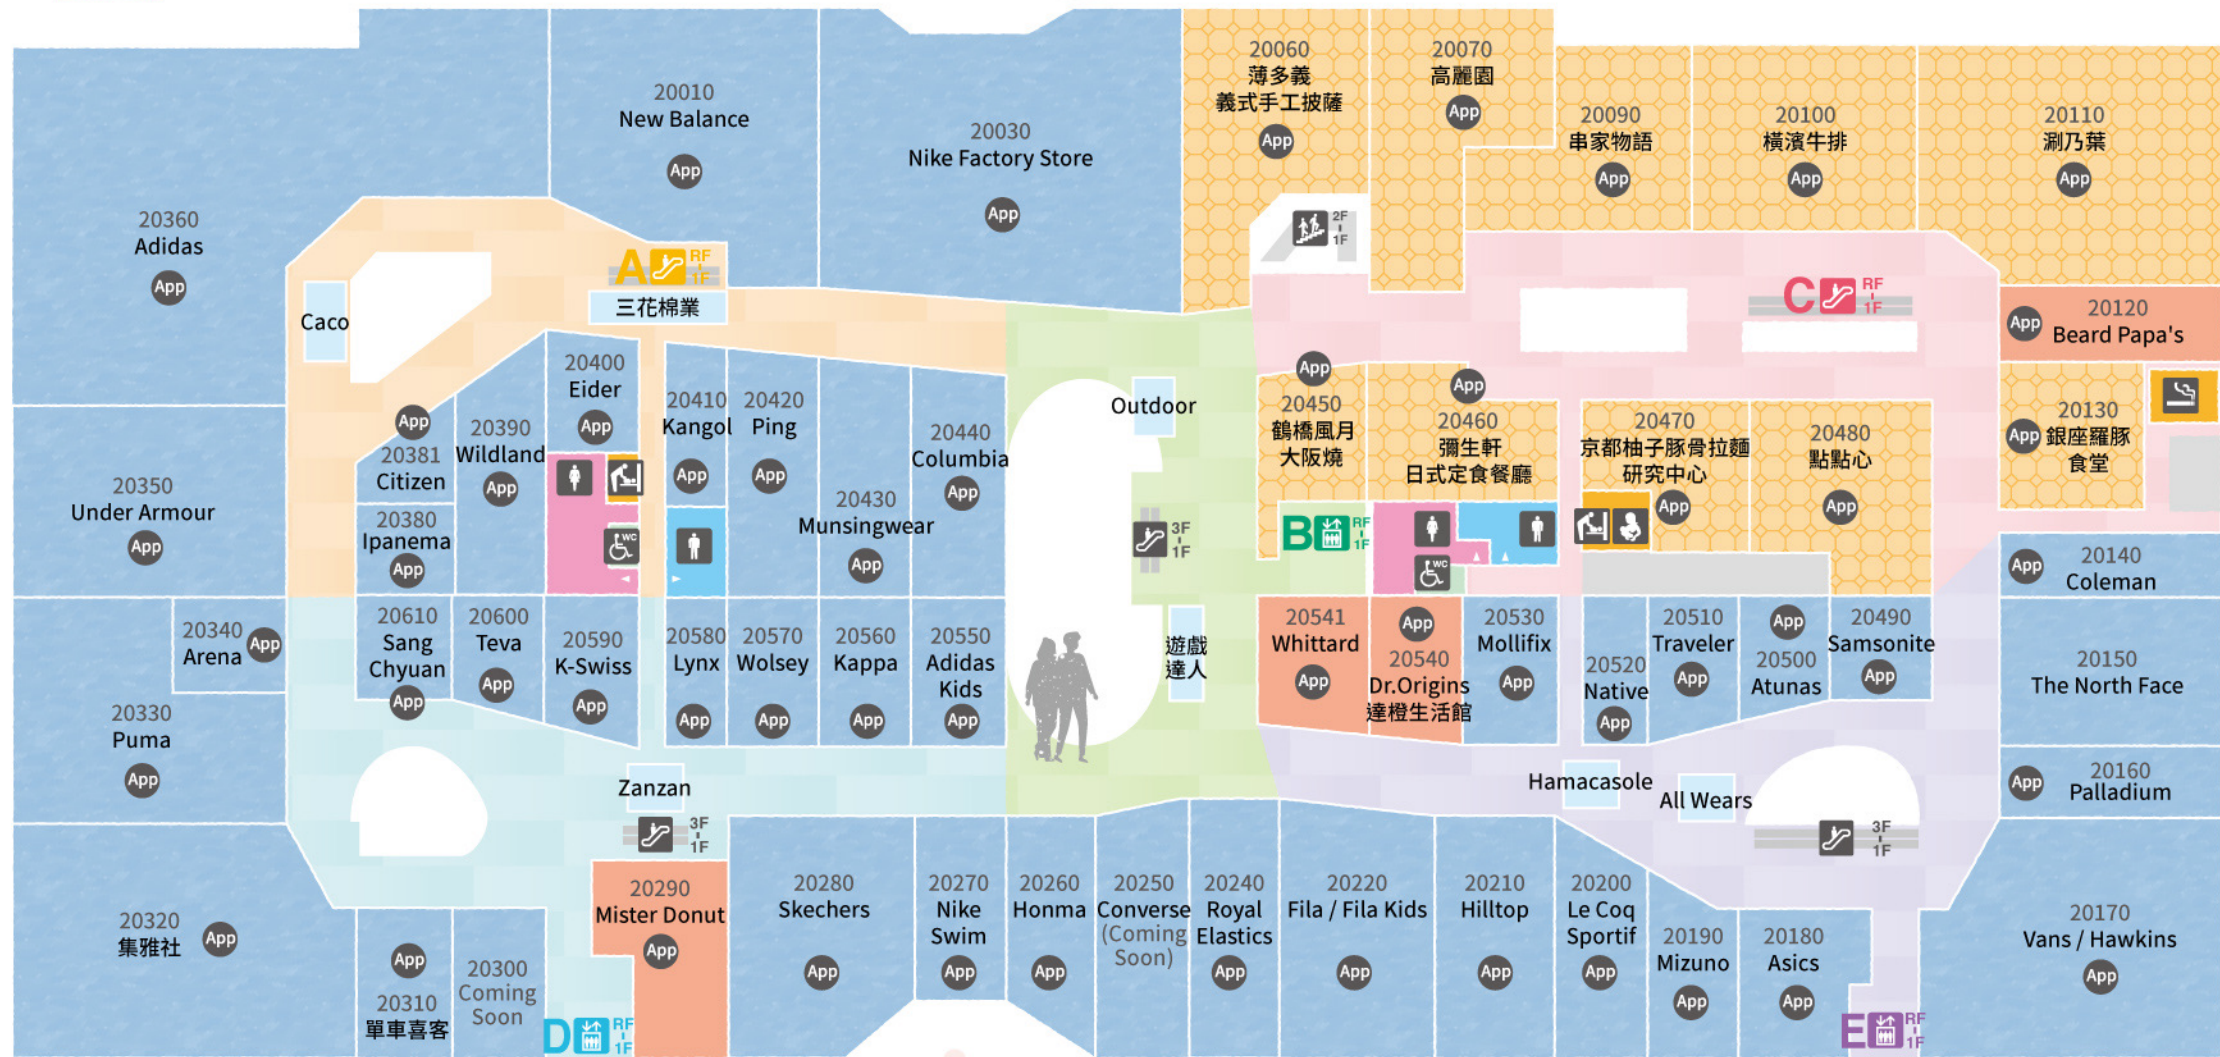 20060
薄多義
義式手工披薩
App
20070
高麗園
App
20010
New Balance
App
20030
Nike Factory Store
App
20090
串家物語
App
20100
橫濱牛排
App
20110
涮乃葉
App
20360
Adidas
App
2F
1F
A
RF
1F
三花棉業
C
RF
1F
Caco
App
20120
Beard Papa's
20400
Eider
App
20410
Kangol
App
20420
Ping
App
20440
Columbia
App
Outdoor
App
20450
鶴橋風月
大阪燒
App
20460
彌生軒
日式定食餐廳
20470
京都柚子豚骨拉麵
研究中心
App
20480
點點心
App
App
20130
銀座羅豚
食堂
App
20381
Citizen
20390
Wildland
App
20350
Under Armour
App
20380
Ipanema
App
WC
20430
Munsingwear
App
3F
1F
B
RF
1F
WC
App
20140
Coleman
20340
Arena
App
20610
Sang
Chyuan
App
20600
Teva
App
20590
K-Swiss
App
20580
Lynx
App
20570
Wolsey
App
20560
Kappa
App
20550
Adidas
Kids
App
遊戲
達人
20541
Whittard
App
App
20540
Dr.Origins
達橙生活館
20530
Mollifix
App
20520
Native
App
20510
Traveler
App
App
20500
Atunas
20490
Samsonite
App
20150
The North Face
20330
Puma
App
Zanzan
3F
1F
Hamacasole
All Wears
App
20160
Palladium
3F
1F
20320
集雅社
App
App
20310
單車喜客
20300
Coming
Soon
D
RF
1F
20290
Mister Donut
App
20280
Skechers
App
20270
Nike
Swim
App
20260
Honma
App
20250
Converse
(Coming
Soon)
20240
Royal
Elastics
App
20220
Fila / Fila Kids
App
20210
Hilltop
App
20200
Le Coq
Sportif
App
20190
Mizuno
App
20180
Asics
App
E
RF
1F
20170
Vans / Hawkins
App